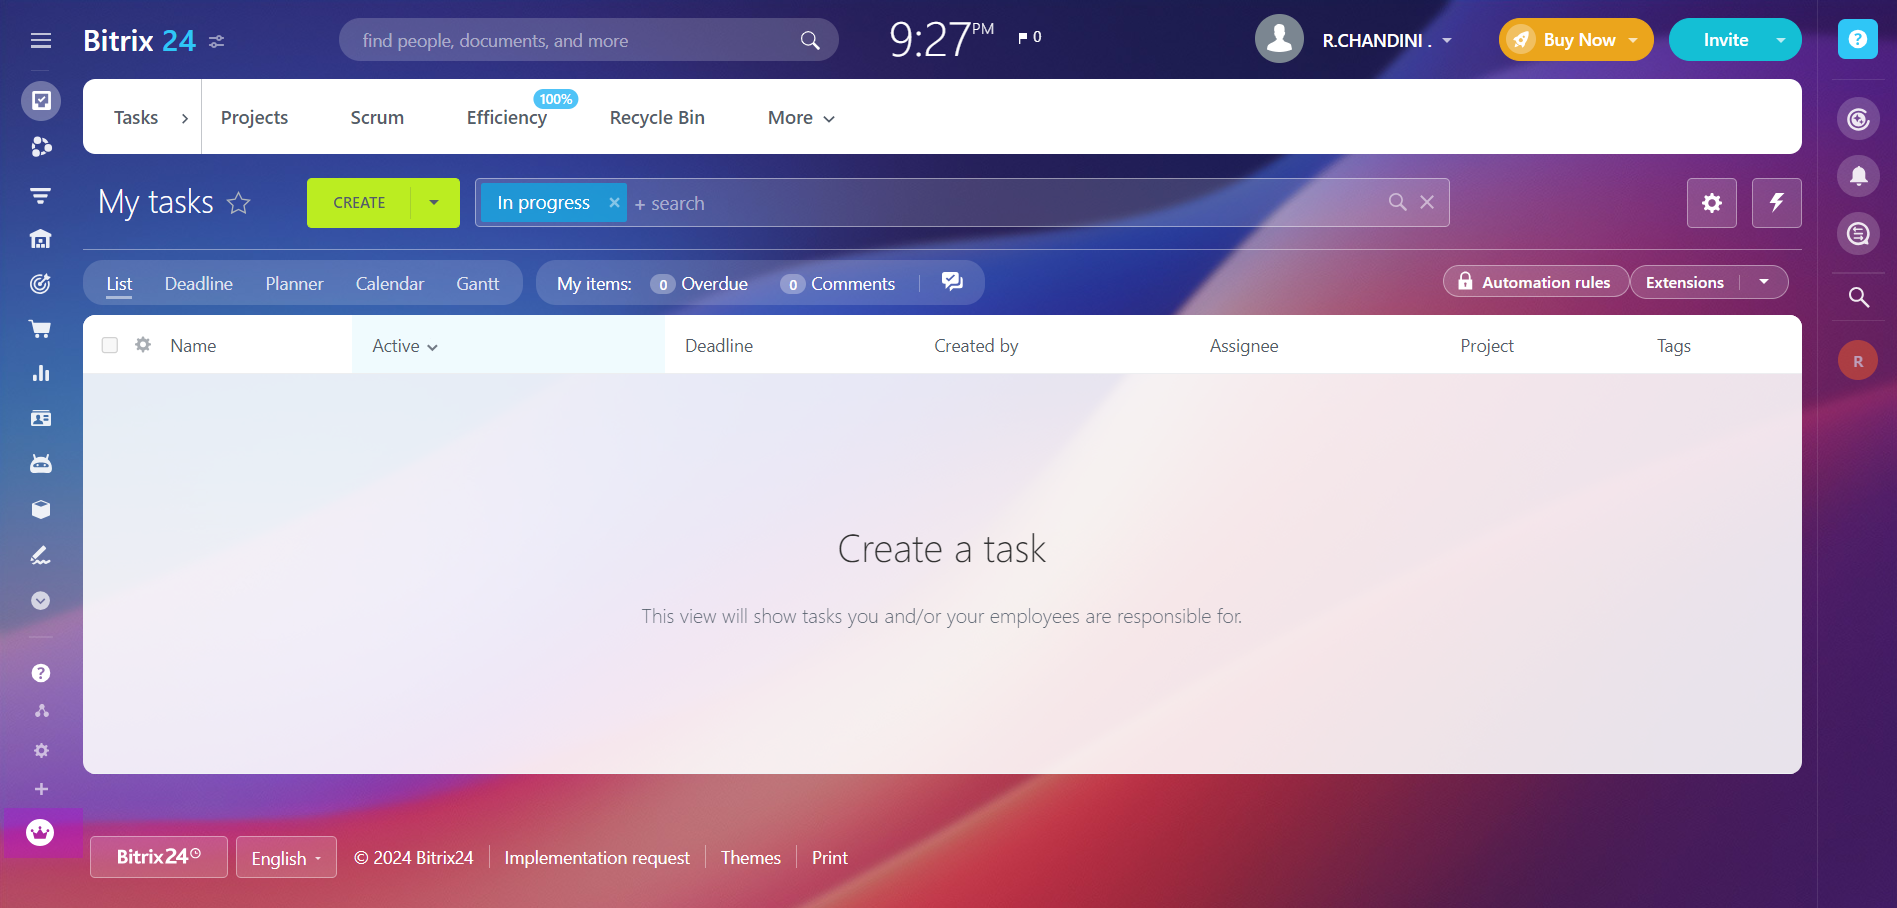 Bitrix 24
find people, documents, and more
9:27 PM
0
R.CHANDINI .
Buy Now
Invite
Tasks
Projects
Scrum
Efficiency
100%
Recycle Bin
More
My tasks
CREATE
In progress
+ search
List
Deadline
Planner
Calendar
Gantt
My items:
0 Overdue
0 Comments
Automation rules
Extensions
Name
Active
Deadline
Created by
Assignee
Project
Tags
R
Create a task
This view will show tasks you and/or your employees are responsible for.
Bitrix24
English
© 2024 Bitrix24
Implementation request
Themes
Print